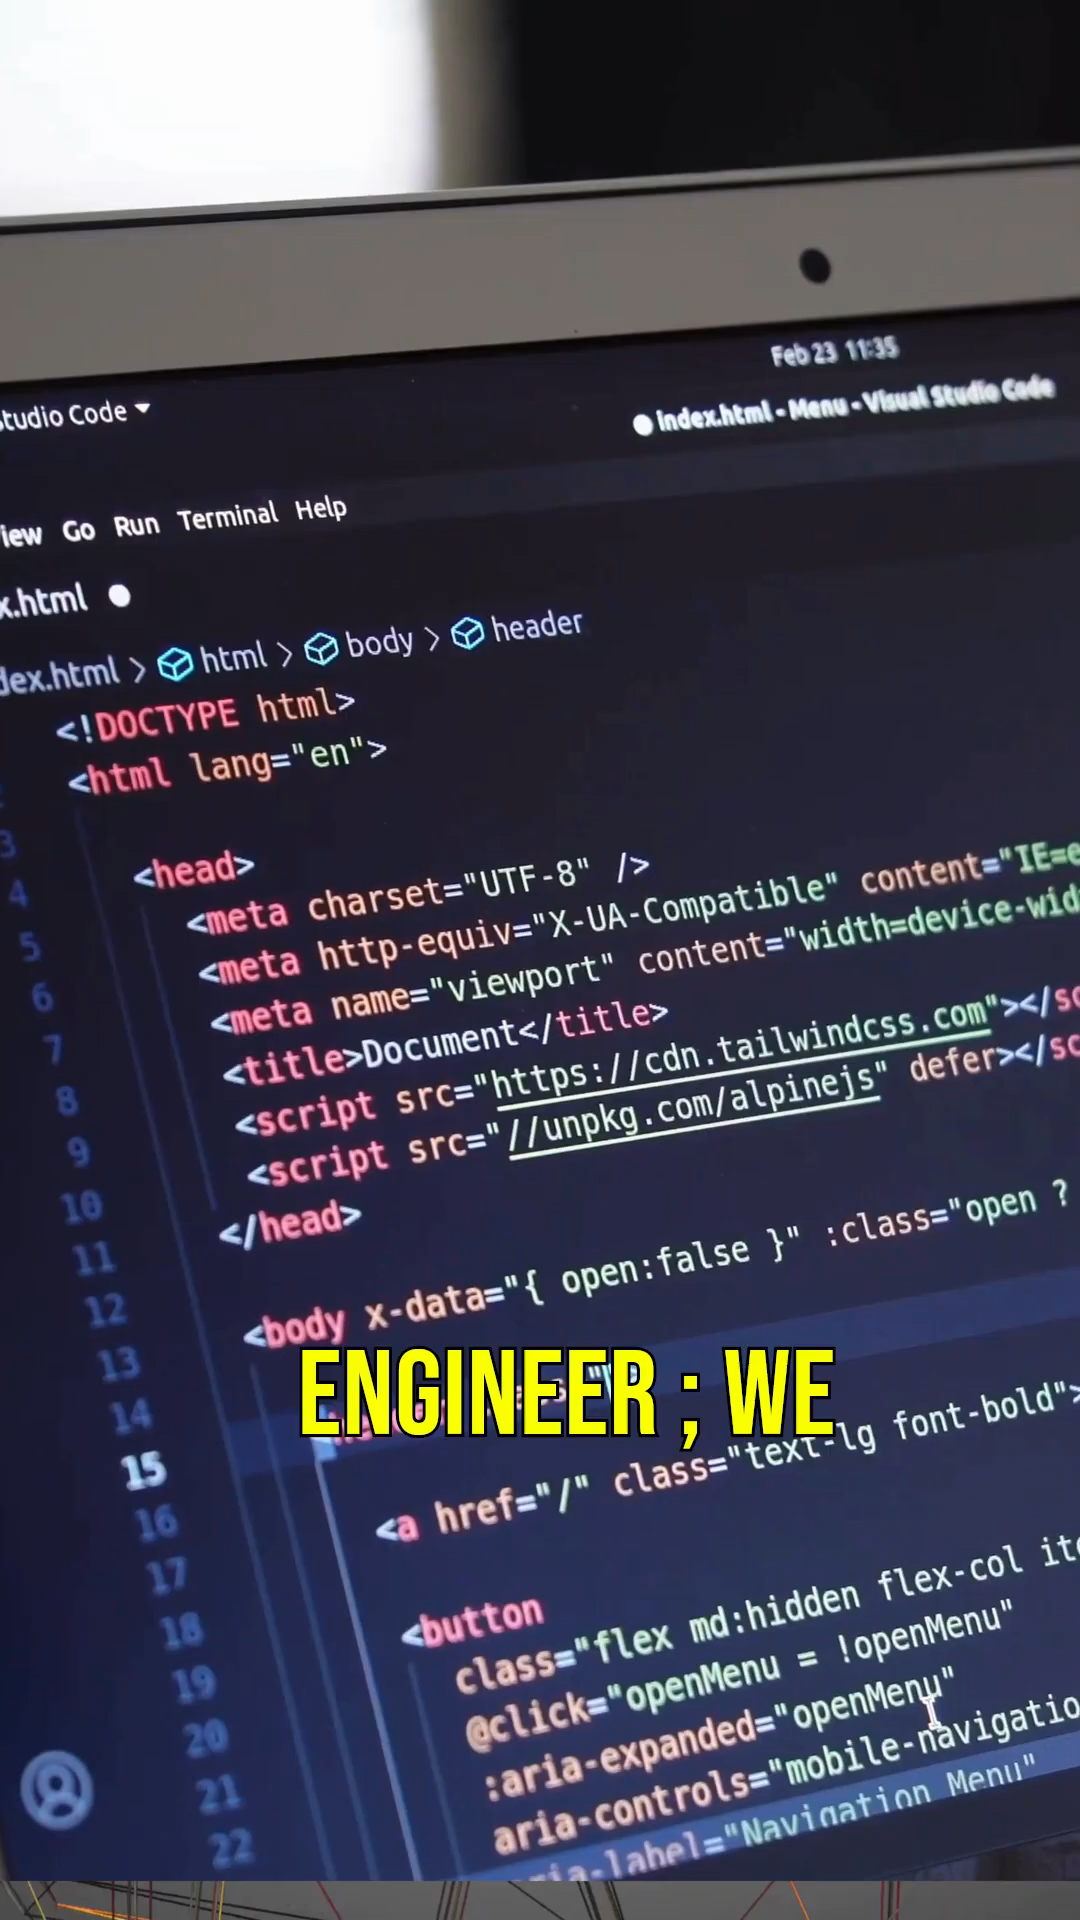 Feb 23 11:35
Studio Code
index.html - Menu - Visual Studio Code
Go Run Terminal Help
x.html
dex.html > html > body > header
<!DOCTYPE html>
<html lang="en">
3
4 <head>
5 <meta charset="UTF-8" />
6 <meta http-equiv="X-UA-Compatible" content="IE=e
7 <meta name="viewport" content="width=device-wid
8 <title>Document</title>
9 <script src="https://cdn.tailwindcss.com"></sc
10 <script src="//unpkg.com/alpinejs" defer></sc
11 </head>
12
13 <body x-data="{ open:false }" :class="open ?
14
ENGINEER ; WE
15
16 <a href="/" class="text-lg font-bold">
17
18 <button
19 class="flex md:hidden flex-col ite
20 @click="openMenu = !openMenu"
21 :aria-expanded="openMenu"
22 aria-controls="mobile-navigatio
aria-label="Navigation Menu"